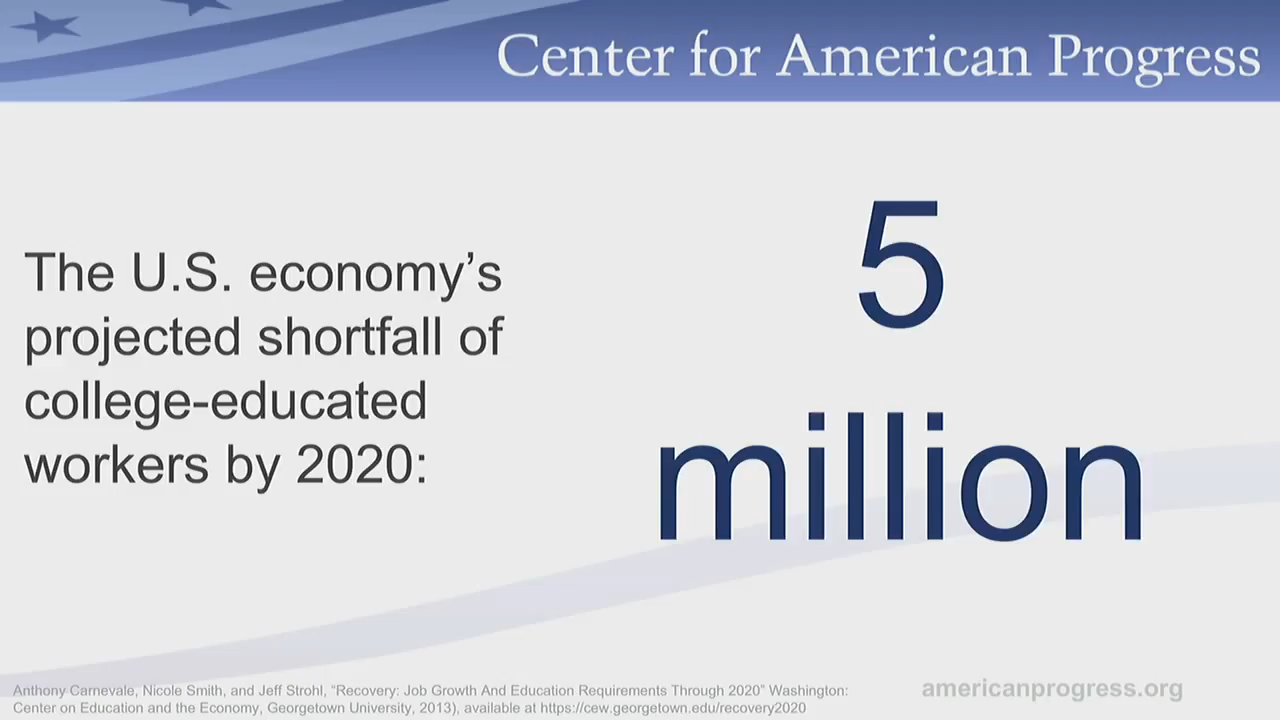 Center for American Progress
The U.S. economy’s
projected shortfall of
college-educated
workers by 2020:
5
million
Anthony Carnevale, Nicole Smith, and Jeff Strohl, “Recovery: Job Growth And Education Requirements Through 2020” Washington:
Center on Education and the Economy, Georgetown University, 2013), available at https://cew.georgetown.edu/recovery2020
americanprogress.org